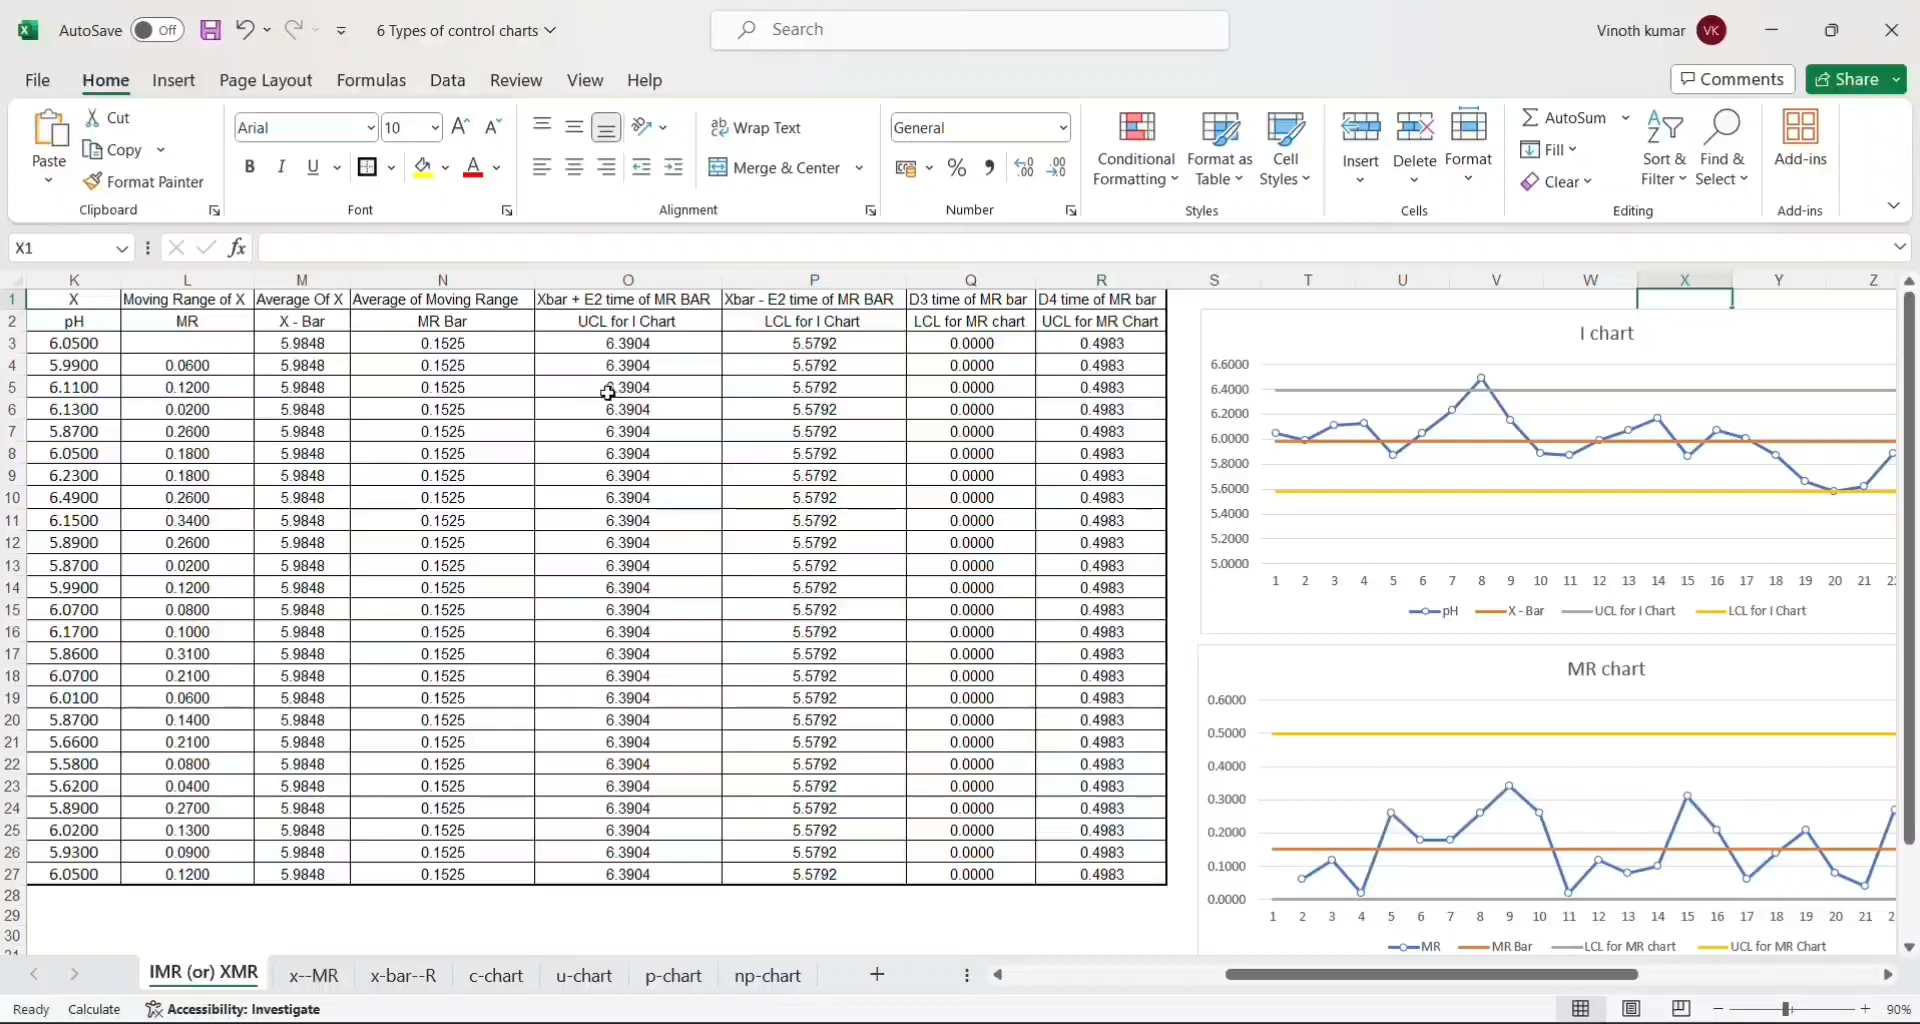 AutoSave Off 6 Types of control charts Search Vinoth kumar VK
File Home Insert Page Layout Formulas Data Review View Help Comments Share
Paste Cut Copy Format Painter Clipboard
Arial 10 B I U A Font
Wrap Text Merge & Center Alignment
General % Number
Conditional Formatting Format as Table Cell Styles Styles
Insert Delete Format Cells
AutoSum Fill Clear Sort & Filter Find & Select Editing
Add-ins Add-ins
X1 fx
K L M N O P Q R S T U V W X Y Z
1 X Moving Range of X Average Of X Average of Moving Range Xbar + E2 time of MR BAR Xbar - E2 time of MR BAR D3 time of MR bar D4 time of MR bar
2 pH MR X - Bar MR Bar UCL for I Chart LCL for I Chart LCL for MR chart UCL for MR Chart
3 6.0500 5.9848 0.1525 6.3904 5.5792 0.0000 0.4983
4 5.9900 0.0600 5.9848 0.1525 6.3904 5.5792 0.0000 0.4983
5 6.1100 0.1200 5.9848 0.1525 6.3904 5.5792 0.0000 0.4983
6 6.1300 0.0200 5.9848 0.1525 6.3904 5.5792 0.0000 0.4983
7 5.8700 0.2600 5.9848 0.1525 6.3904 5.5792 0.0000 0.4983
8 6.0500 0.1800 5.9848 0.1525 6.3904 5.5792 0.0000 0.4983
9 6.2300 0.1800 5.9848 0.1525 6.3904 5.5792 0.0000 0.4983
10 6.4900 0.2600 5.9848 0.1525 6.3904 5.5792 0.0000 0.4983
11 6.1500 0.3400 5.9848 0.1525 6.3904 5.5792 0.0000 0.4983
12 5.8900 0.2600 5.9848 0.1525 6.3904 5.5792 0.0000 0.4983
13 5.8700 0.0200 5.9848 0.1525 6.3904 5.5792 0.0000 0.4983
14 5.9900 0.1200 5.9848 0.1525 6.3904 5.5792 0.0000 0.4983
15 6.0700 0.0800 5.9848 0.1525 6.3904 5.5792 0.0000 0.4983
16 6.1700 0.1000 5.9848 0.1525 6.3904 5.5792 0.0000 0.4983
17 5.8600 0.3100 5.9848 0.1525 6.3904 5.5792 0.0000 0.4983
18 6.0700 0.2100 5.9848 0.1525 6.3904 5.5792 0.0000 0.4983
19 6.0100 0.0600 5.9848 0.1525 6.3904 5.5792 0.0000 0.4983
20 5.8700 0.1400 5.9848 0.1525 6.3904 5.5792 0.0000 0.4983
21 5.6600 0.2100 5.9848 0.1525 6.3904 5.5792 0.0000 0.4983
22 5.5800 0.0800 5.9848 0.1525 6.3904 5.5792 0.0000 0.4983
23 5.6200 0.0400 5.9848 0.1525 6.3904 5.5792 0.0000 0.4983
24 5.8900 0.2700 5.9848 0.1525 6.3904 5.5792 0.0000 0.4983
25 6.0200 0.1300 5.9848 0.1525 6.3904 5.5792 0.0000 0.4983
26 5.9300 0.0900 5.9848 0.1525 6.3904 5.5792 0.0000 0.4983
27 6.0500 0.1200 5.9848 0.1525 6.3904 5.5792 0.0000 0.4983
28
29
30
I chart
6.6000
6.4000
6.2000
6.0000
5.8000
5.6000
5.4000
5.2000
5.0000
1 2 3 4 5 6 7 8 9 10 11 12 13 14 15 16 17 18 19 20 21
pH X - Bar UCL for I Chart LCL for I Chart
MR chart
0.6000
0.5000
0.4000
0.3000
0.2000
0.1000
0.0000
1 2 3 4 5 6 7 8 9 10 11 12 13 14 15 16 17 18 19 20 21
MR MR Bar LCL for MR chart UCL for MR Chart
IMR (or) XMR x--MR x-bar--R c-chart u-chart p-chart np-chart
Ready Calculate Accessibility: Investigate 90%